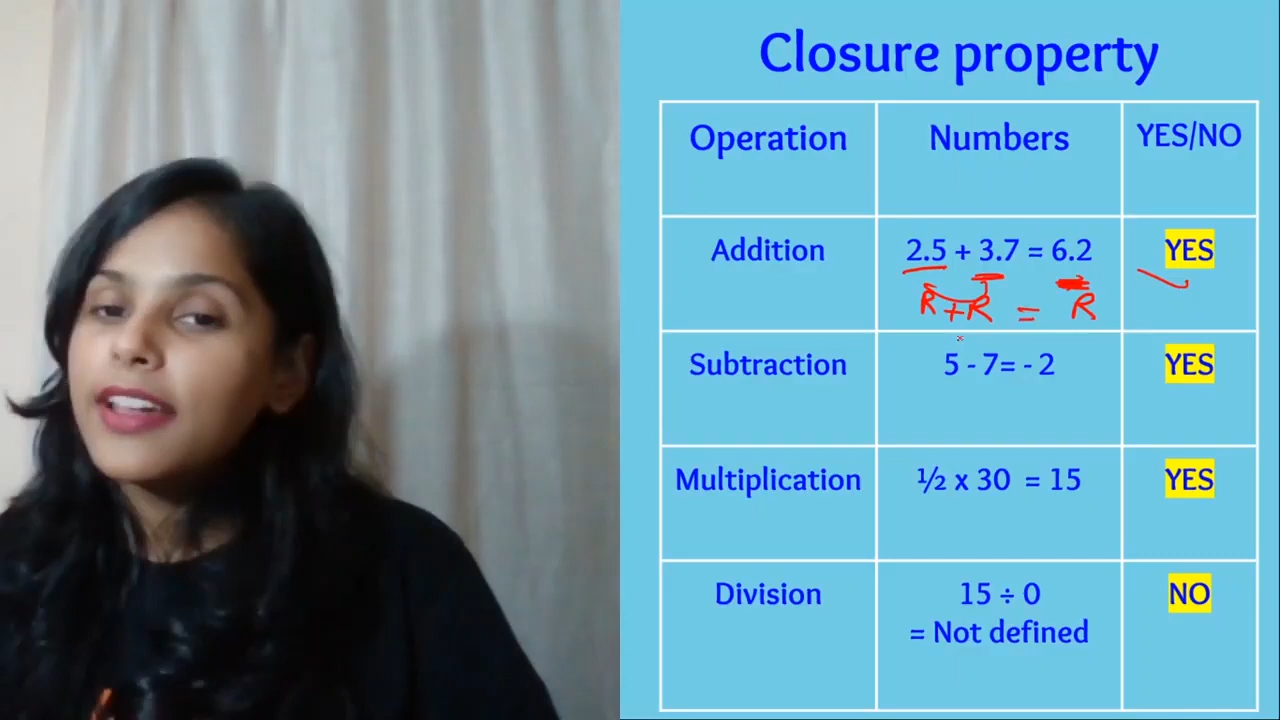 Closure property
Operation Numbers YES/NO
Addition 2.5 + 3.7 = 6.2 YES
R + R = R
Subtraction 5 - 7= - 2 YES
Multiplication ½ x 30 = 15 YES
Division 15 ÷ 0 NO
= Not defined